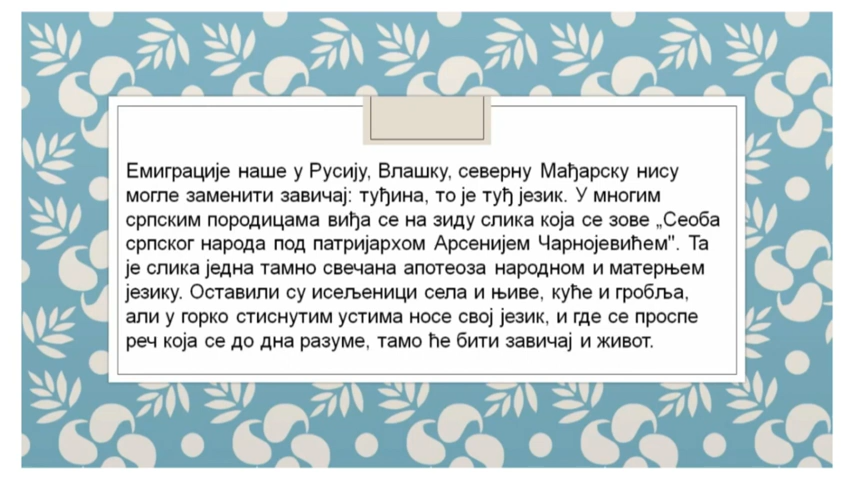 Емиграције наше у Русију, Влашку, северну Мађарску нису
могле заменити завичај: туђина, то је туђ језик. У многим
српским породицама виђа се на зиду слика која се зове „Сеоба
српског народа под патријархом Арсенијем Чарнојевићем". Та
је слика једна тамно свечана апотеоза народном и матерњем
језику. Оставили су исељеници села и њиве, куће и гробља,
али у горко стиснутим устима носе свој језик, и где се проспе
реч која се до дна разуме, тамо ће бити завичај и живот.